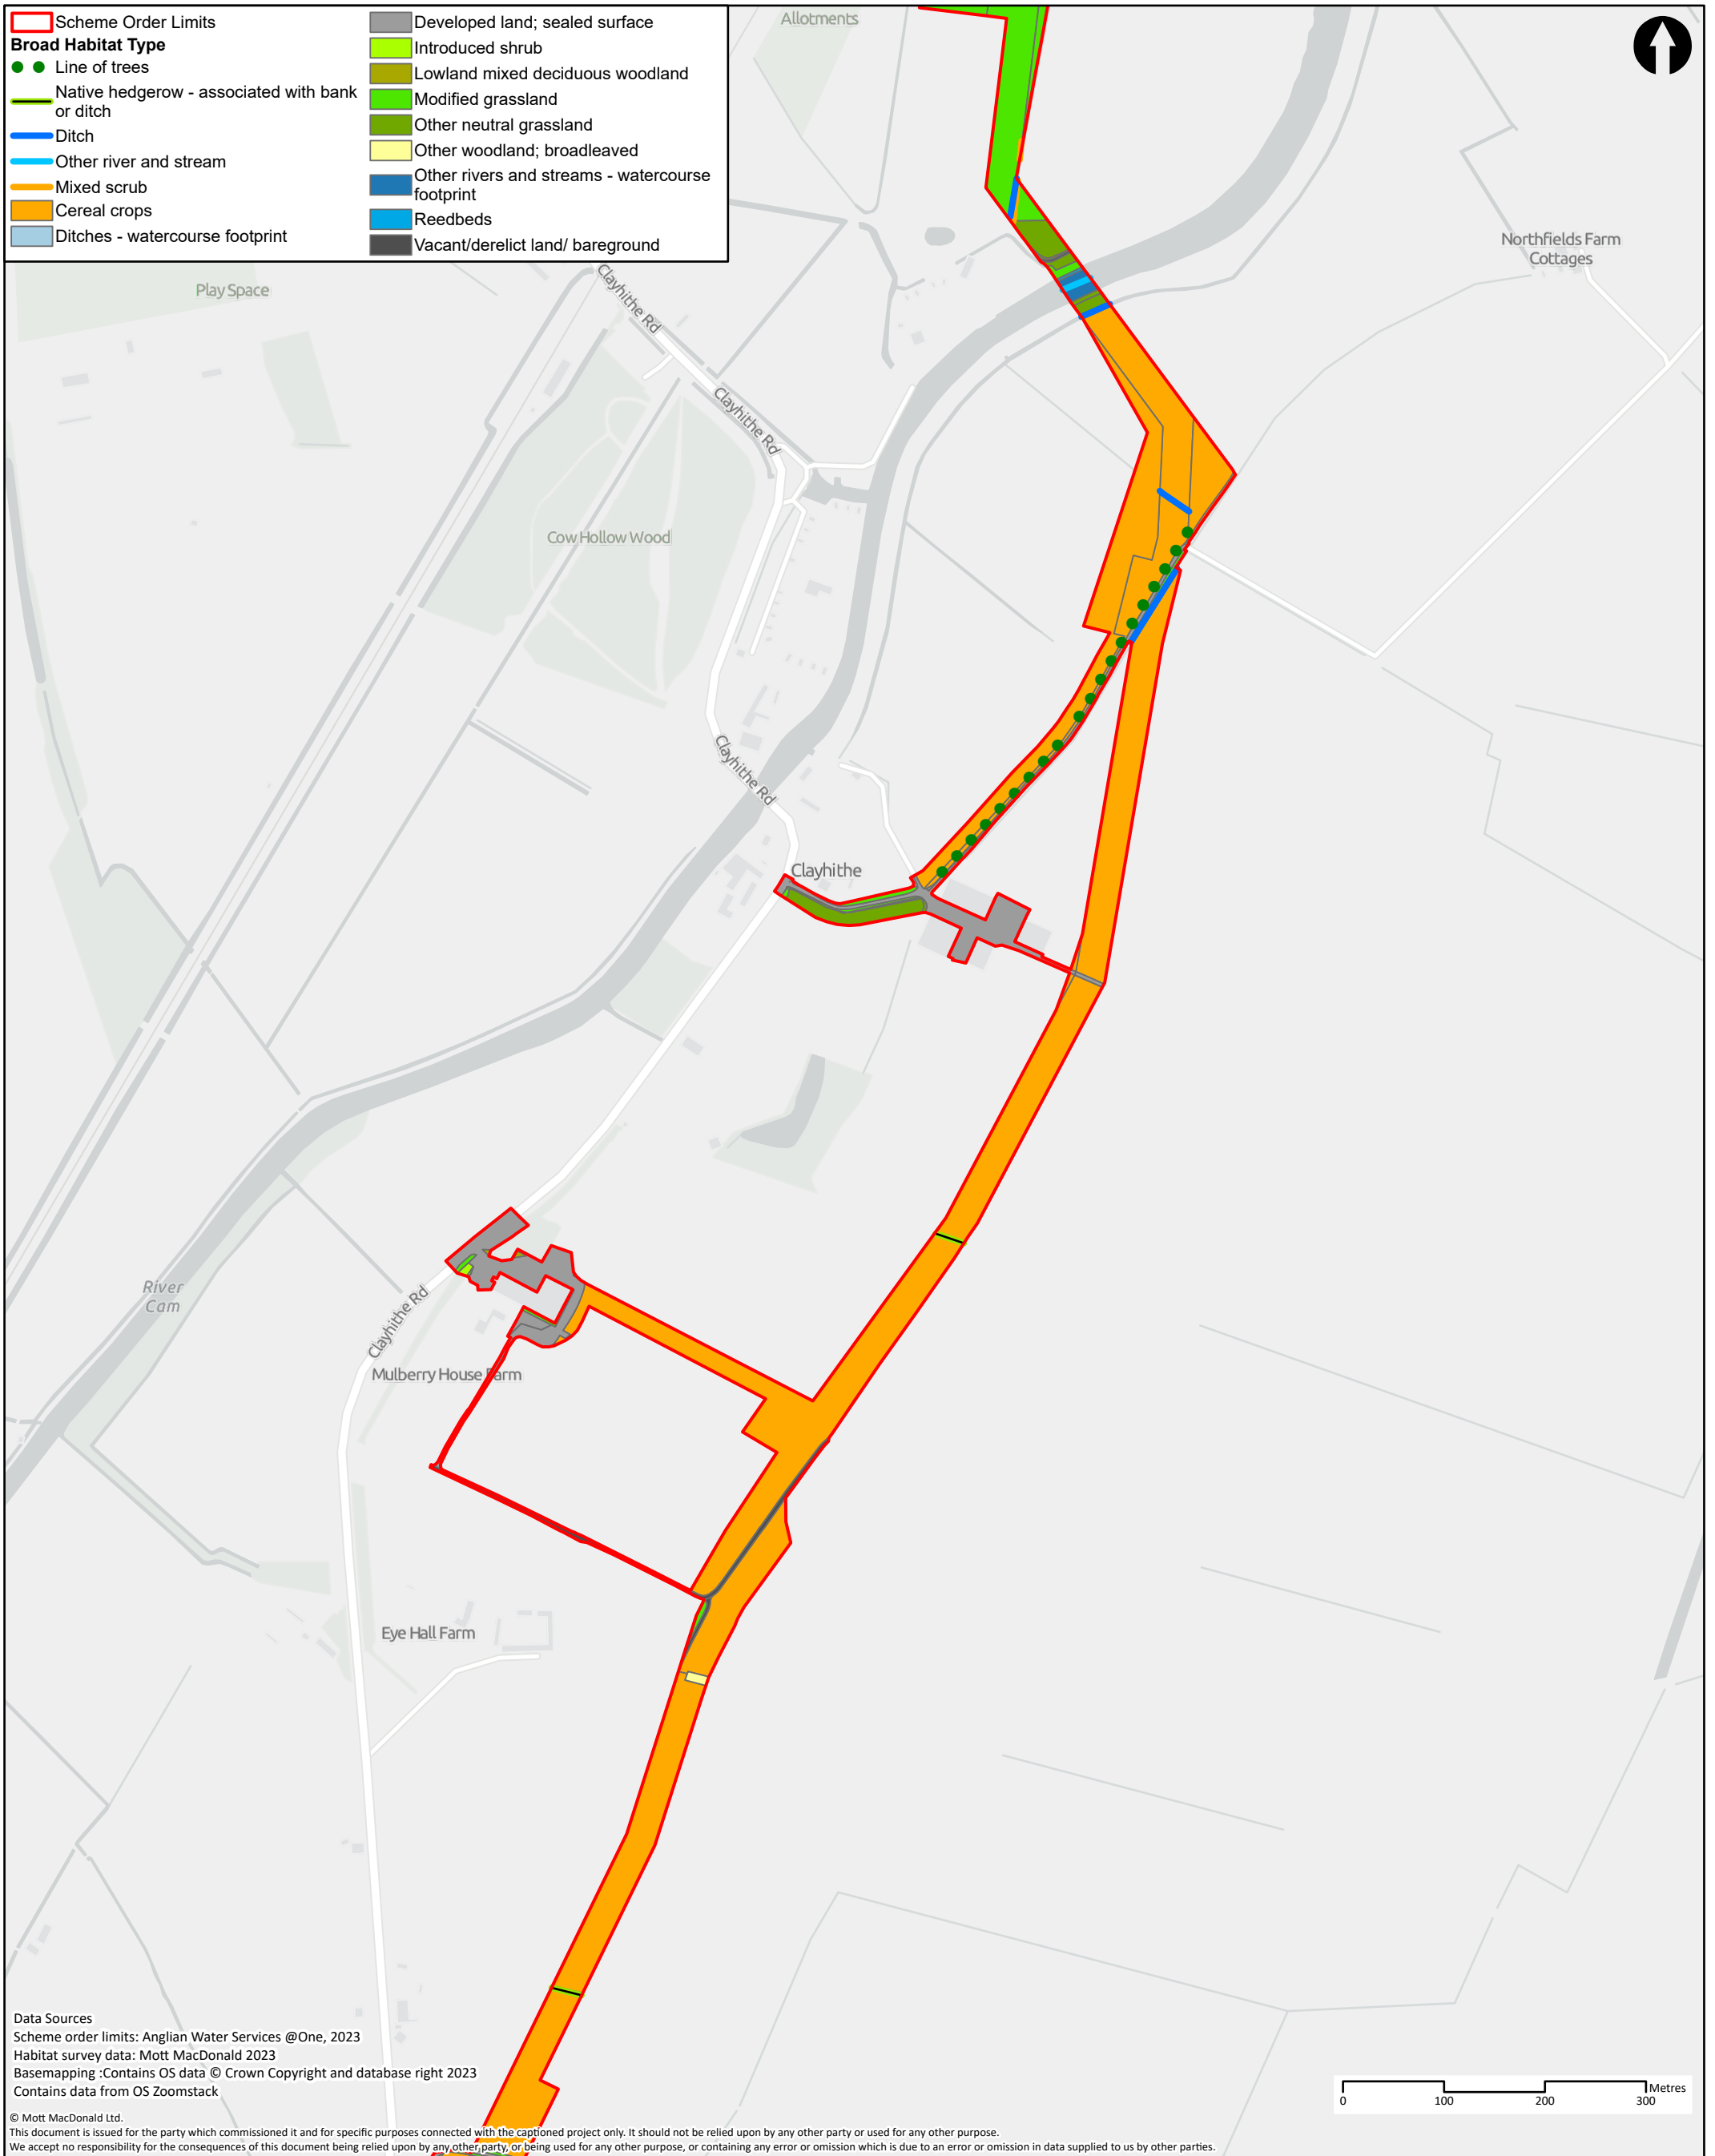 Scheme Order Limits
Broad Habitat Type
Line of trees
Native hedgerow - associated with bank
or ditch
Ditch
Other river and stream
Mixed scrub
Cereal crops
Ditches - watercourse footprint
Developed land; sealed surface
Introduced shrub
Lowland mixed deciduous woodland
Modified grassland
Other neutral grassland
Other woodland; broadleaved
Other rivers and streams - watercourse
footprint
Reedbeds
Vacant/derelict land/ bareground
Allotments
Northfields Farm
Cottages
Play Space
Clayhithe Rd
Clayhithe Rd
Cow Hollow Wood
Clayhithe Rd
Clayhithe
River
Cam
Clayhithe Rd
Mulberry House Farm
Eye Hall Farm
Data Sources
Scheme order limits: Anglian Water Services @One, 2023
Habitat survey data: Mott MacDonald 2023
Basemapping :Contains OS data © Crown Copyright and database right 2023
Contains data from OS Zoomstack
Metres
0 100 200 300
© Mott MacDonald Ltd.
This document is issued for the party which commissioned it and for specific purposes connected with the captioned project only. It should not be relied upon by any other party or used for any other purpose.
We accept no responsibility for the consequences of this document being relied upon by any other party, or being used for any other purpose, or containing any error or omission which is due to an error or omission in data supplied to us by other parties.